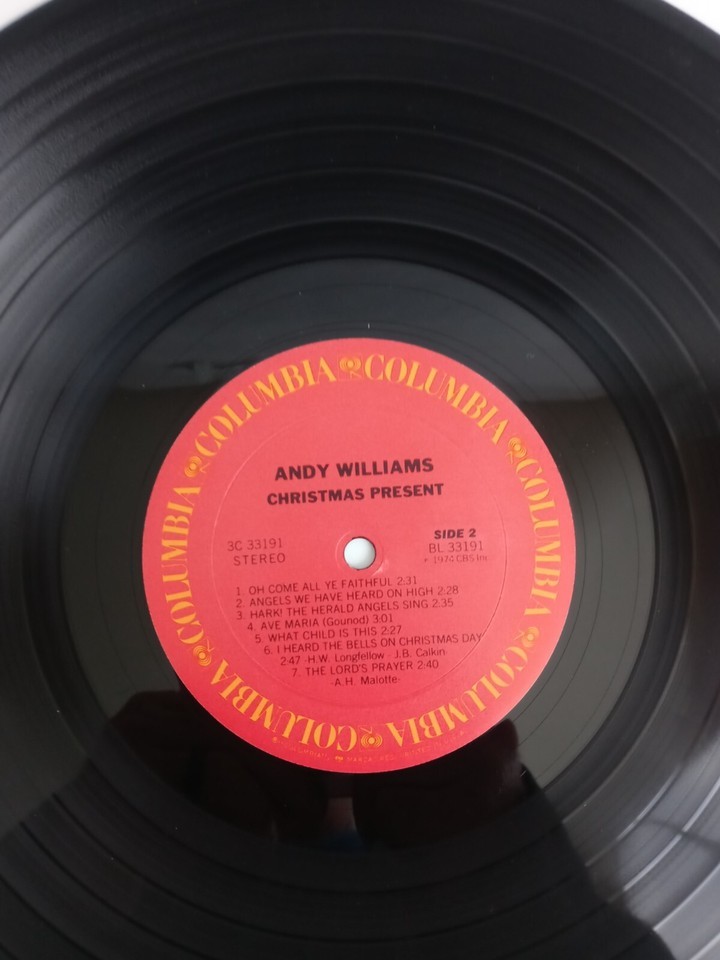 COLUMBIA COLUMBIA COLUMBIA COLUMBIA COLUMBIA COLUMBIA
ANDY WILLIAMS
CHRISTMAS PRESENT
3C 33191
STEREO
SIDE 2
BL 33191
℗ 1974 CBS Inc.
1. OH COME ALL YE FAITHFUL 2:31
2. ANGELS WE HAVE HEARD ON HIGH 2:28
3. HARK! THE HERALD ANGELS SING 2:35
4. AVE MARIA (Gounod) 3:01
5. WHAT CHILD IS THIS 2:27
6. I HEARD THE BELLS ON CHRISTMAS DAY
2:47 -H.W. Longfellow - J.B. Calkin-
7. THE LORD'S PRAYER 2:40
-A.H. Malotte-